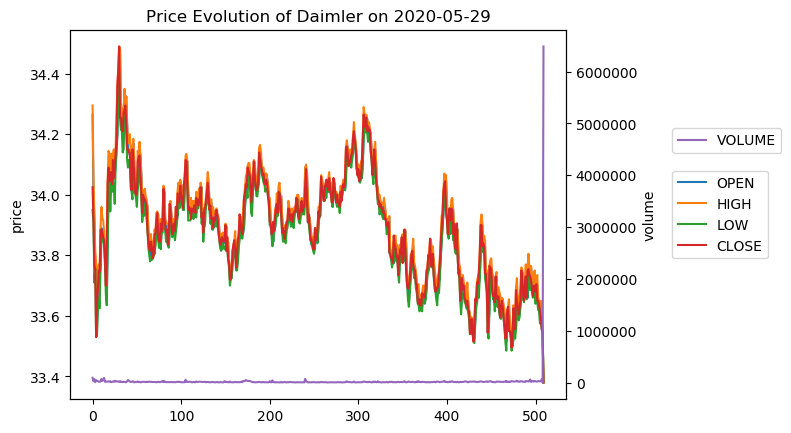 Price Evolution of Daimler on 2020-05-29
34.4
34.2
34.0
33.8
33.6
33.4
price
0
100
200
300
400
500
6000000
5000000
4000000
3000000
2000000
1000000
0
volume
VOLUME
OPEN
HIGH
LOW
CLOSE